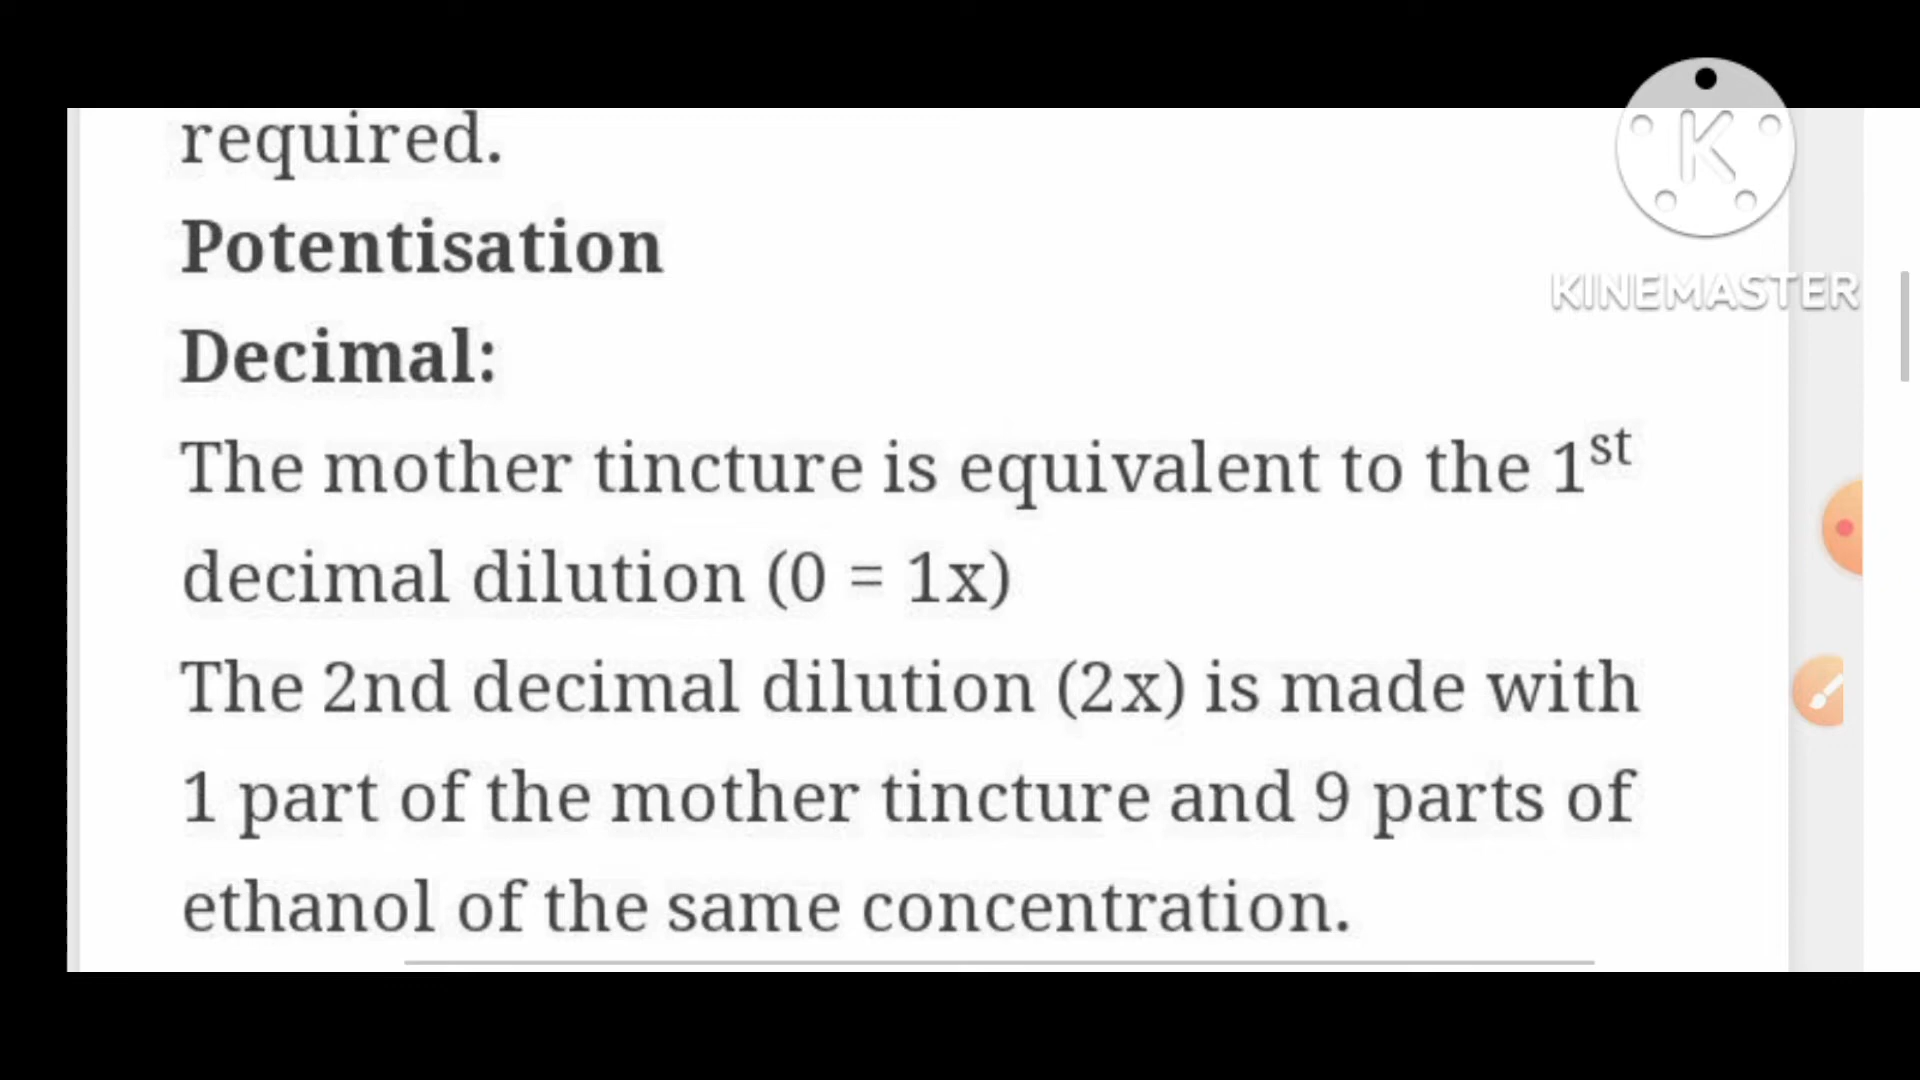 required.
Potentisation
Decimal:
The mother tincture is equivalent to the 1st
decimal dilution (0 = 1x)
The 2nd decimal dilution (2x) is made with
1 part of the mother tincture and 9 parts of
ethanol of the same concentration.
K
KINEMASTER